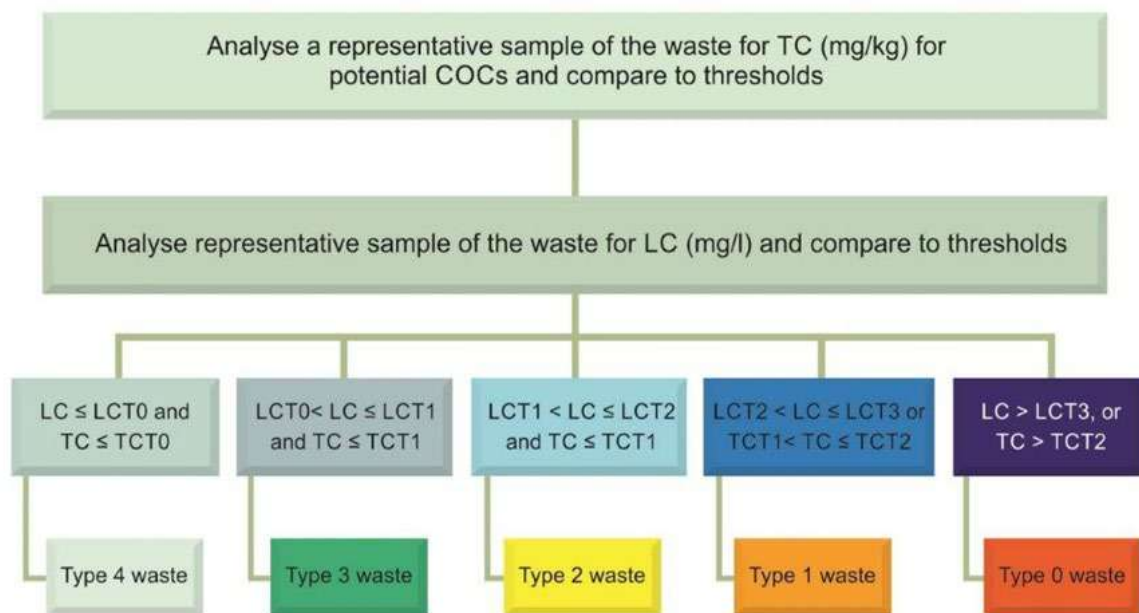 Analyse a representative sample of the waste for TC (mg/kg) for
potential COCs and compare to thresholds
Analyse representative sample of the waste for LC (mg/l) and compare to thresholds
LC ≤ LCT0 and
TC ≤ TCT0
LCT0< LC ≤ LCT1
and TC ≤ TCT1
LCT1 < LC ≤ LCT2
and TC ≤ TCT1
LCT2 < LC ≤ LCT3 or
TCT1< TC ≤ TCT2
LC > LCT3, or
TC > TCT2
Type 4 waste
Type 3 waste
Type 2 waste
Type 1 waste
Type 0 waste